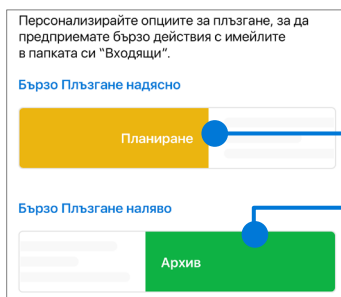 Персонализирайте опциите за плъзгане, за да
предприемате бързо действия с имейлите
в папката си "Входящи".
Бързо Плъзгане надясно
Планиране
Бързо Плъзгане наляво
Архив